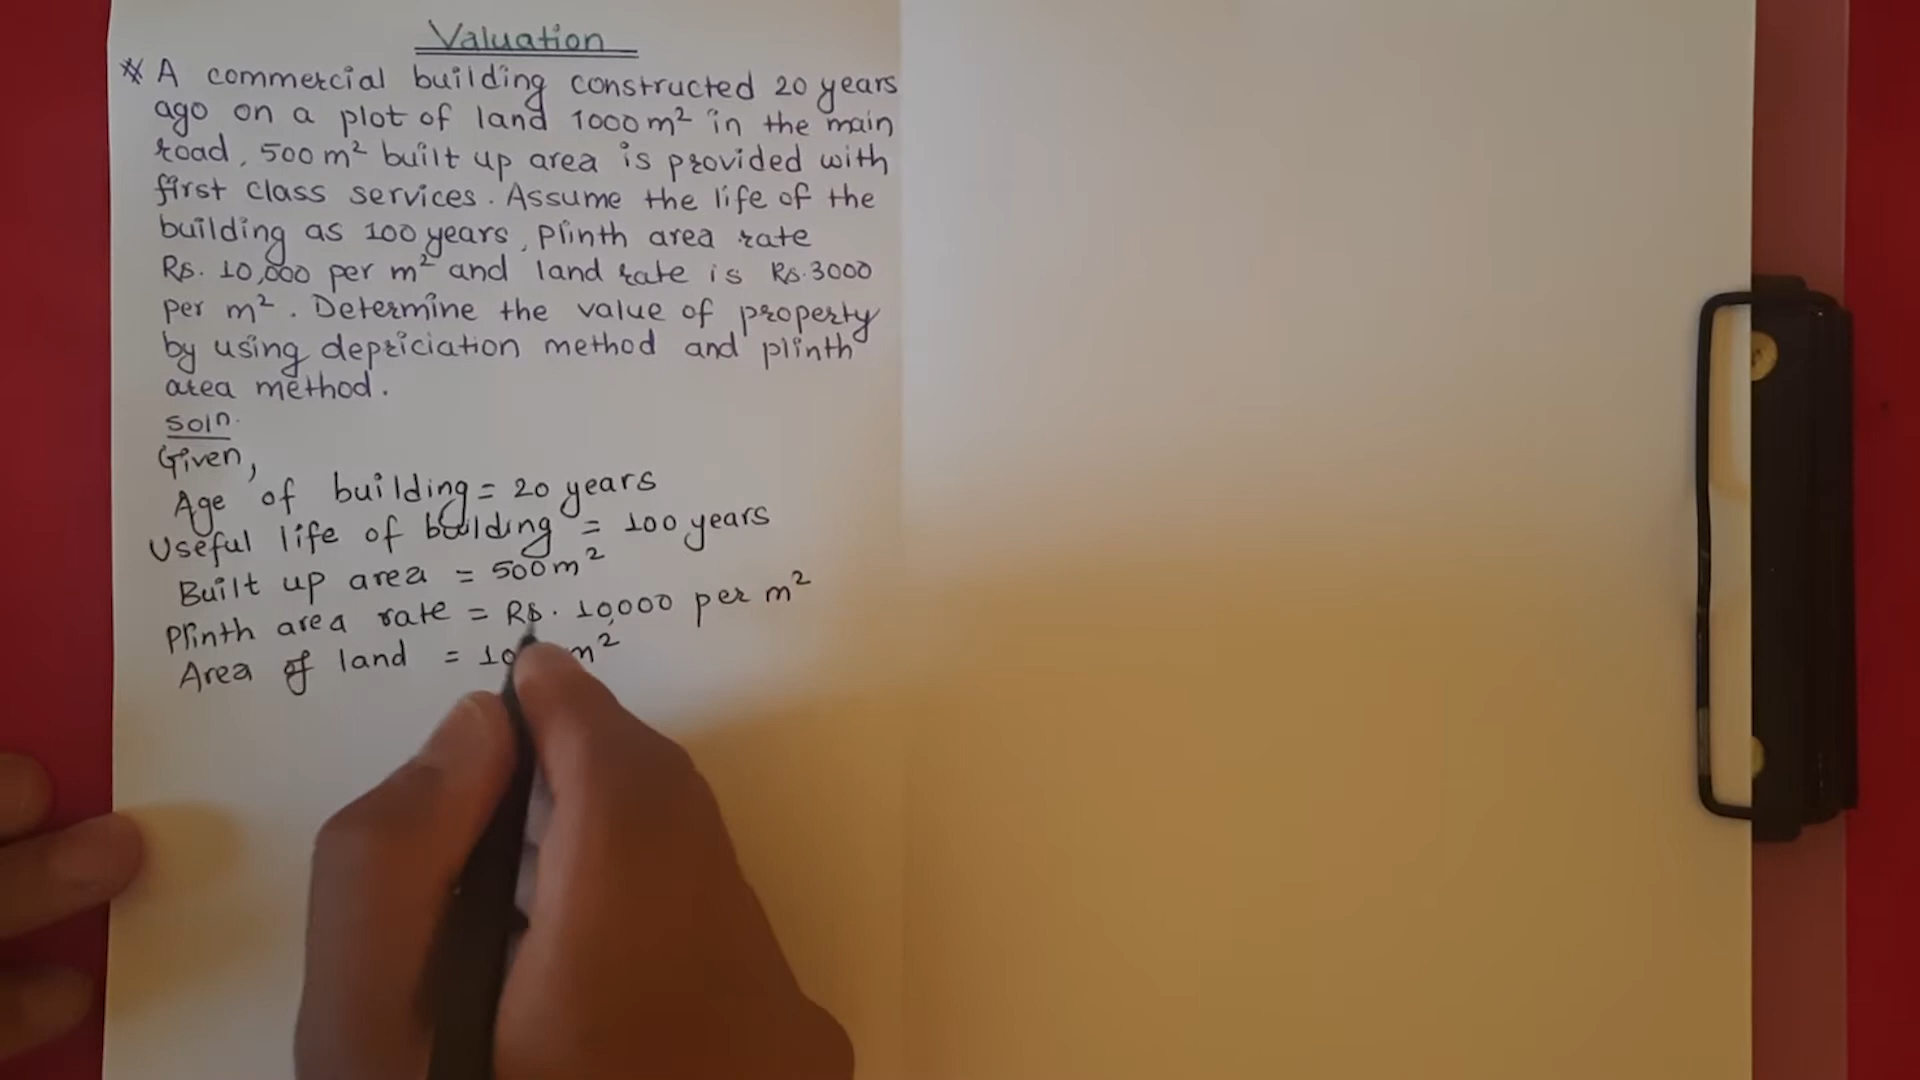 Valuation
* A commercial building constructed 20 years
ago on a plot of land 1000 m² in the main
road, 500 m² built up area is provided with
first class services. Assume the life of the
building as 100 years, plinth area rate
Rs. 10,000 per m² and land rate is Rs. 3000
per m². Determine the value of property
by using depriciation method and plinth
area method.
Soln.
Given,
Age of building = 20 years
Useful life of building = 100 years
Built up area = 500 m²
Plinth area rate = Rs. 10,000 per m²
Area of land = m²